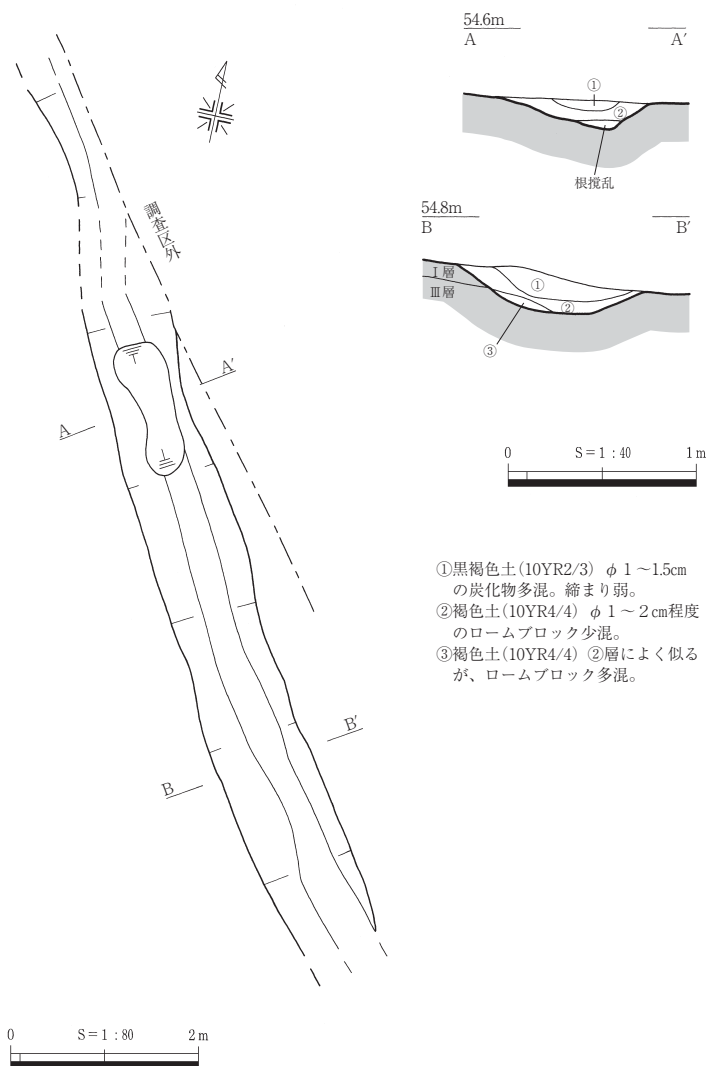 54.6m
A A′
①
②
根撹乱
調査区外
54.8m
B B′
Ⅰ層
Ⅲ層
①
②
③
A′
A
0 S＝1：40 1m
①黒褐色土(10YR2/3) φ1～1.5㎝
の炭化物多混。締まり弱。
②褐色土(10YR4/4) φ1～2㎝程度
のロームブロック少混。
③褐色土(10YR4/4) ②層によく似る
が、ロームブロック多混。
B′
B
0 S＝1：80 2m